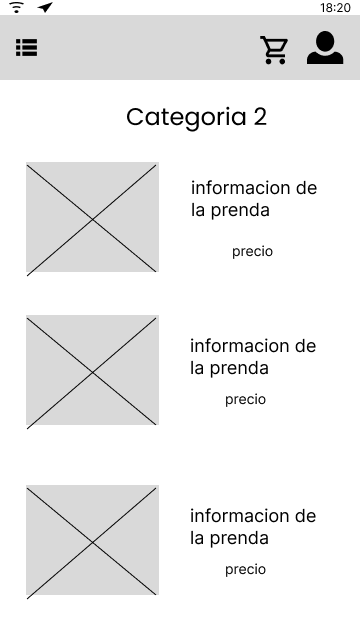 18:20
Categoria 2
informacion de
la prenda
precio
informacion de
la prenda
precio
informacion de
la prenda
precio